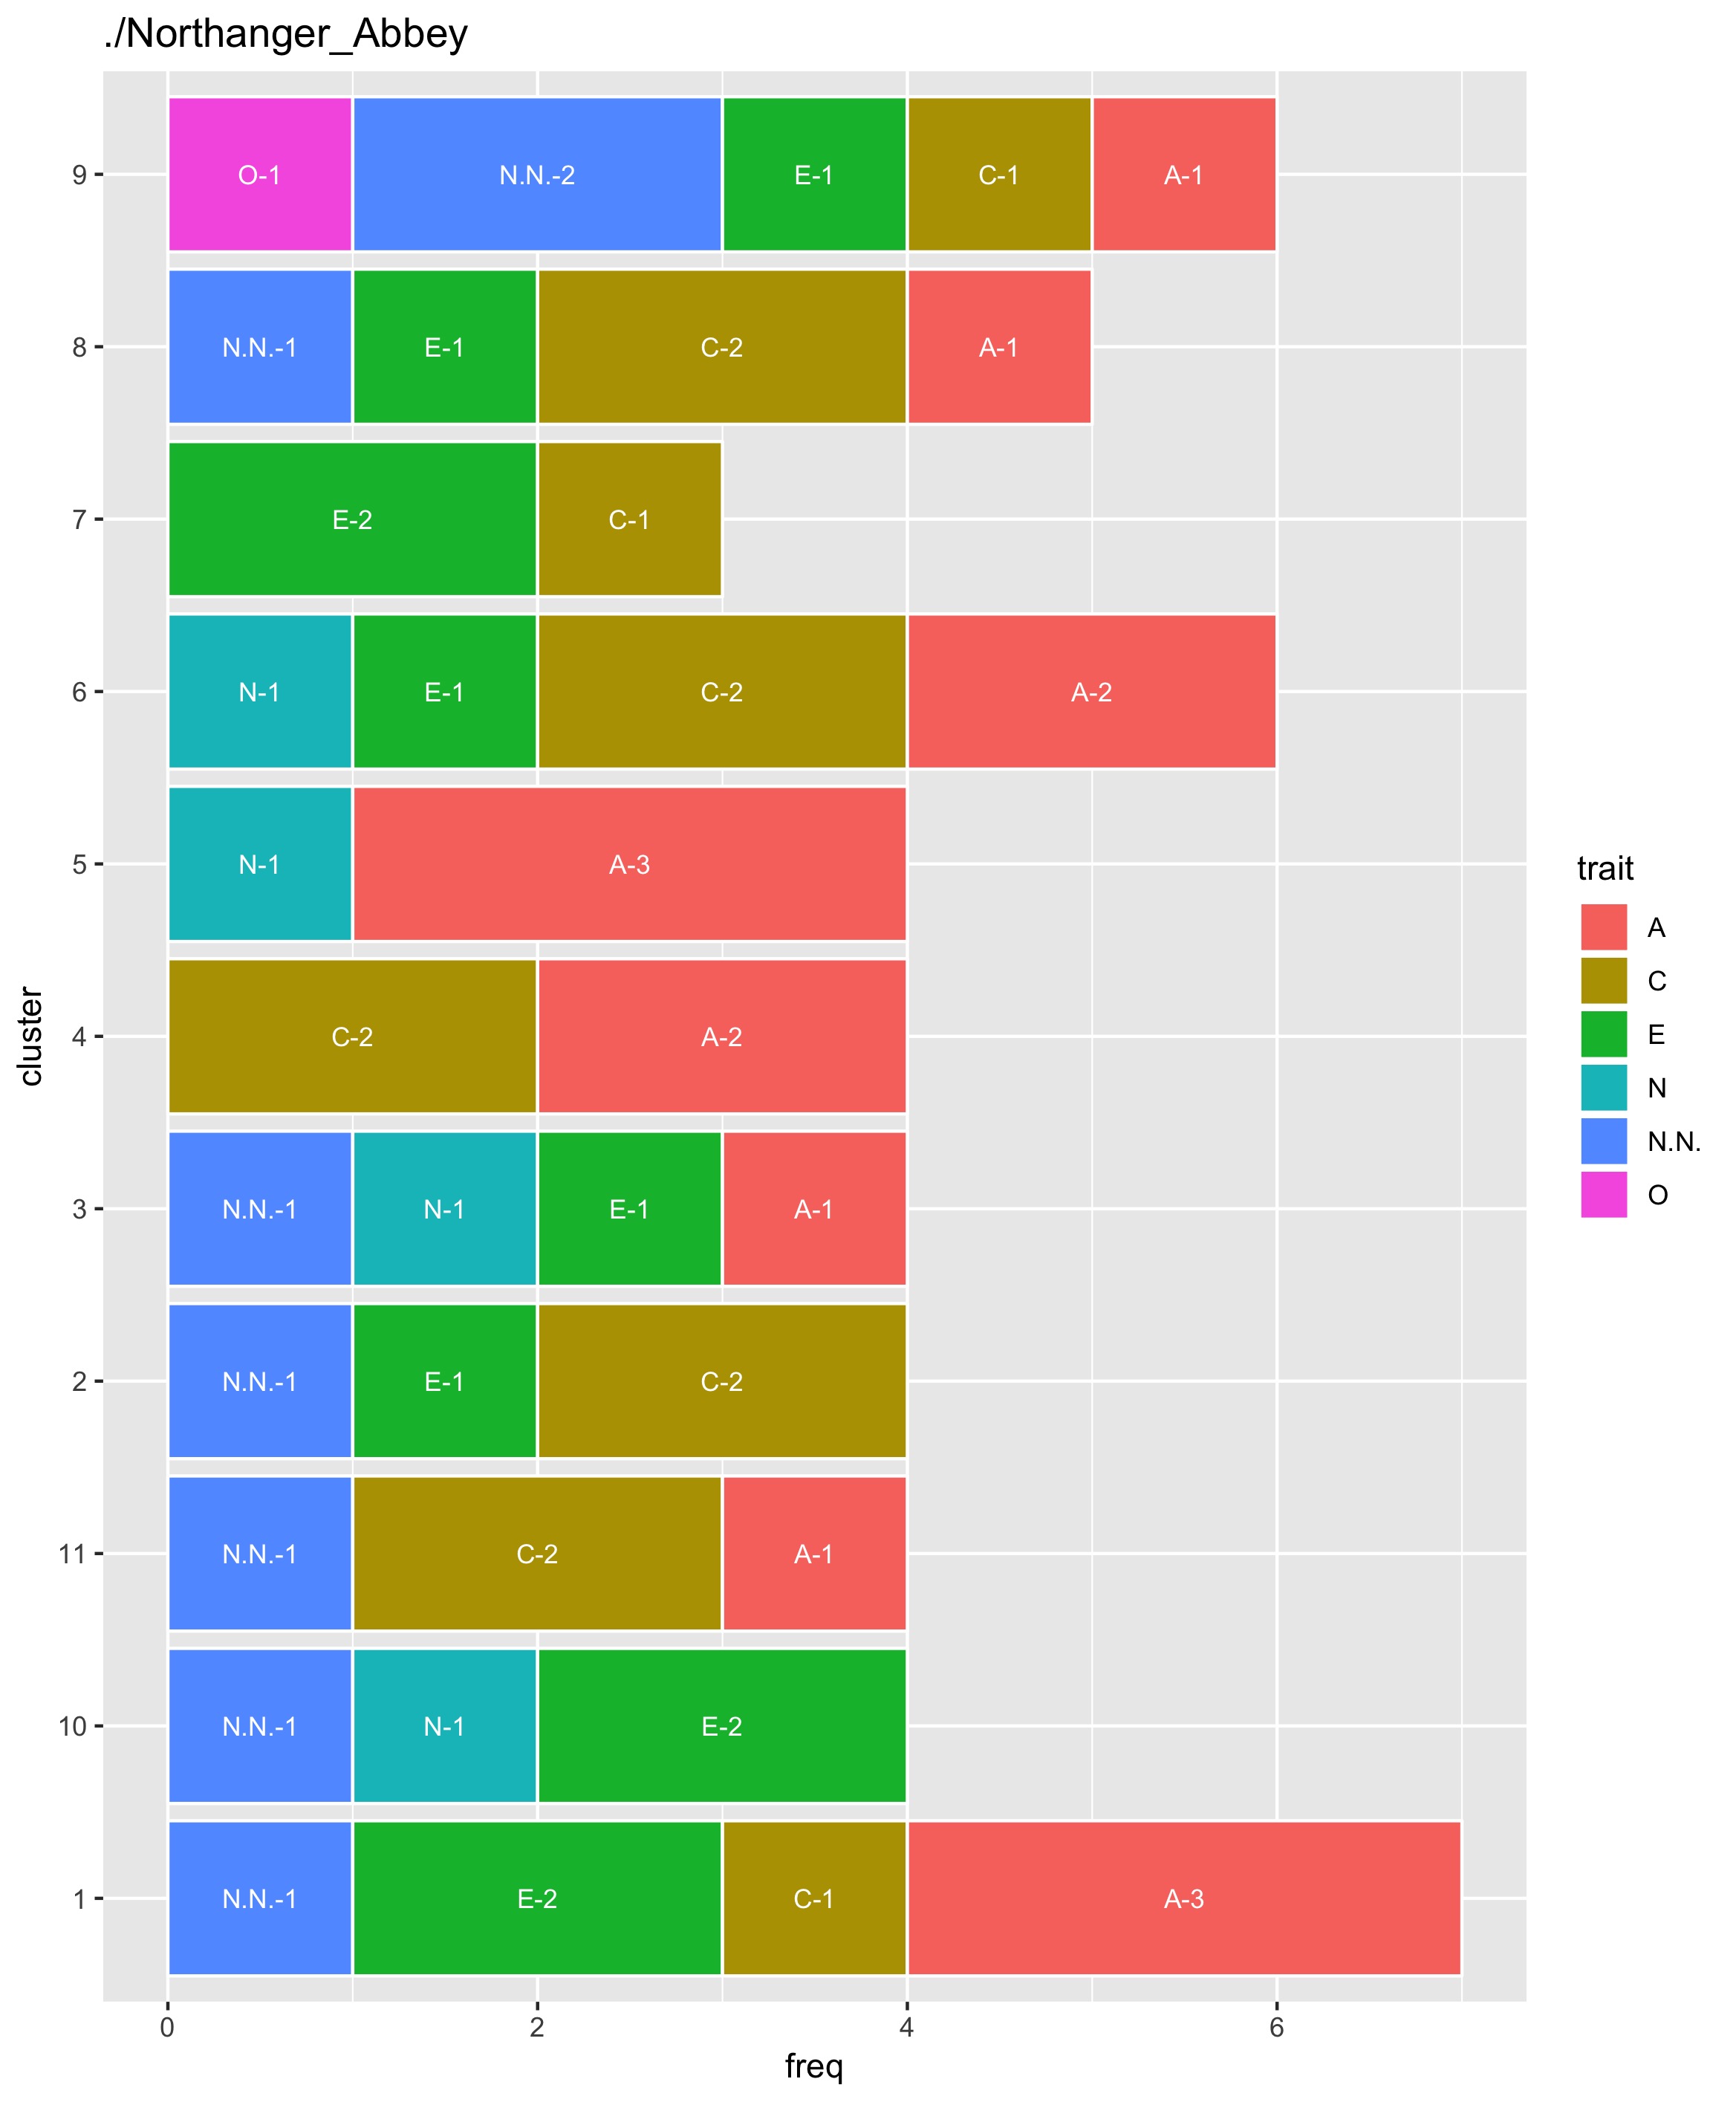 ./Northanger_Abbey
9 O-1 N.N.-2 E-1 C-1 A-1
8 N.N.-1 E-1 C-2 A-1
7 E-2 C-1
6 N-1 E-1 C-2 A-2
5 N-1 A-3
4 C-2 A-2
3 N.N.-1 N-1 E-1 A-1
2 N.N.-1 E-1 C-2
11 N.N.-1 C-2 A-1
10 N.N.-1 N-1 E-2
1 N.N.-1 E-2 C-1 A-3
0 2 4 6
freq
cluster
trait
A
C
E
N
N.N.
O